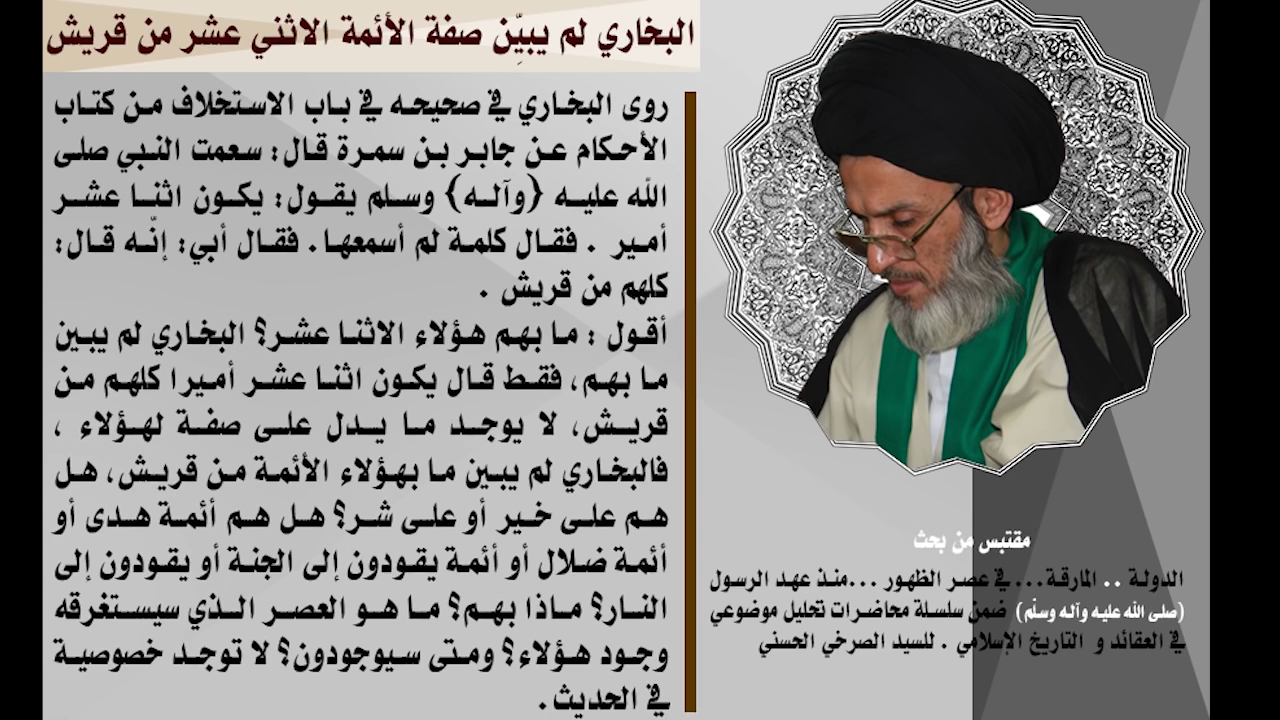 البخاري لم يبيِّن صفة الأئمة الاثني عشر من قريش
روى البخاري في صحيحه في باب الاستخلاف من كتاب
الأحكام عن جابر بن سمرة قال: سعمت النبي صلى
الله عليه {وآله} وسلم يقول: يكون اثنا عشر
أمير . فقال كلمة لم أسمعها. فقال أبي: إنّه قال:
كلهم من قريش .
أقول : ما بهم هؤلاء الاثنا عشر؟ البخاري لم يبين
ما بهم، فقط قال يكون اثنا عشر أميرا كلهم من
قريش، لا يوجد ما يدل على صفة لهؤلاء ،
فالبخاري لم يبين ما بهؤلاء الأئمة من قريش، هل
هم على خير أو على شر؟ هل هم أئمة هدى أو
أئمة ضلال أو أئمة يقودون إلى الجنة أو يقودون إلى
النار؟ ماذا بهم؟ ما هو العصر الذي سيستغرقه
وجود هؤلاء؟ ومتى سيوجودون؟ لا توجد خصوصية
في الحديث.
مقتبس من بحث
الدولة .. المارقة...في عصر الظهور ...منذ عهد الرسول
(صلى الله عليه وآله وسلّم) ضمن سلسلة محاضرات تحليل موضوعي
في العقائد و التاريخ الإسلامي . للسيد الصرخي الحسني